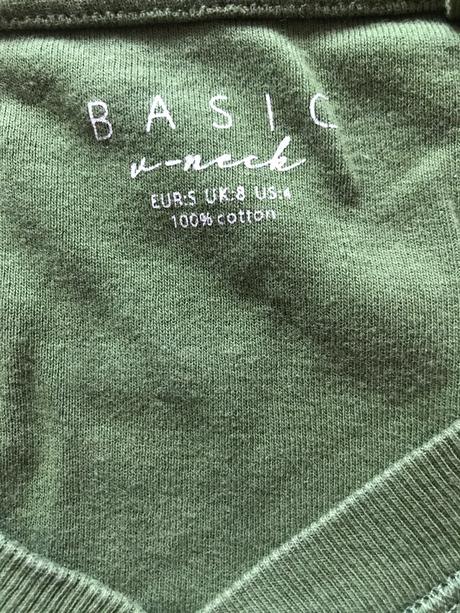 BASIC
v-neck
EUR:S UK:8 US:4
100% cotton